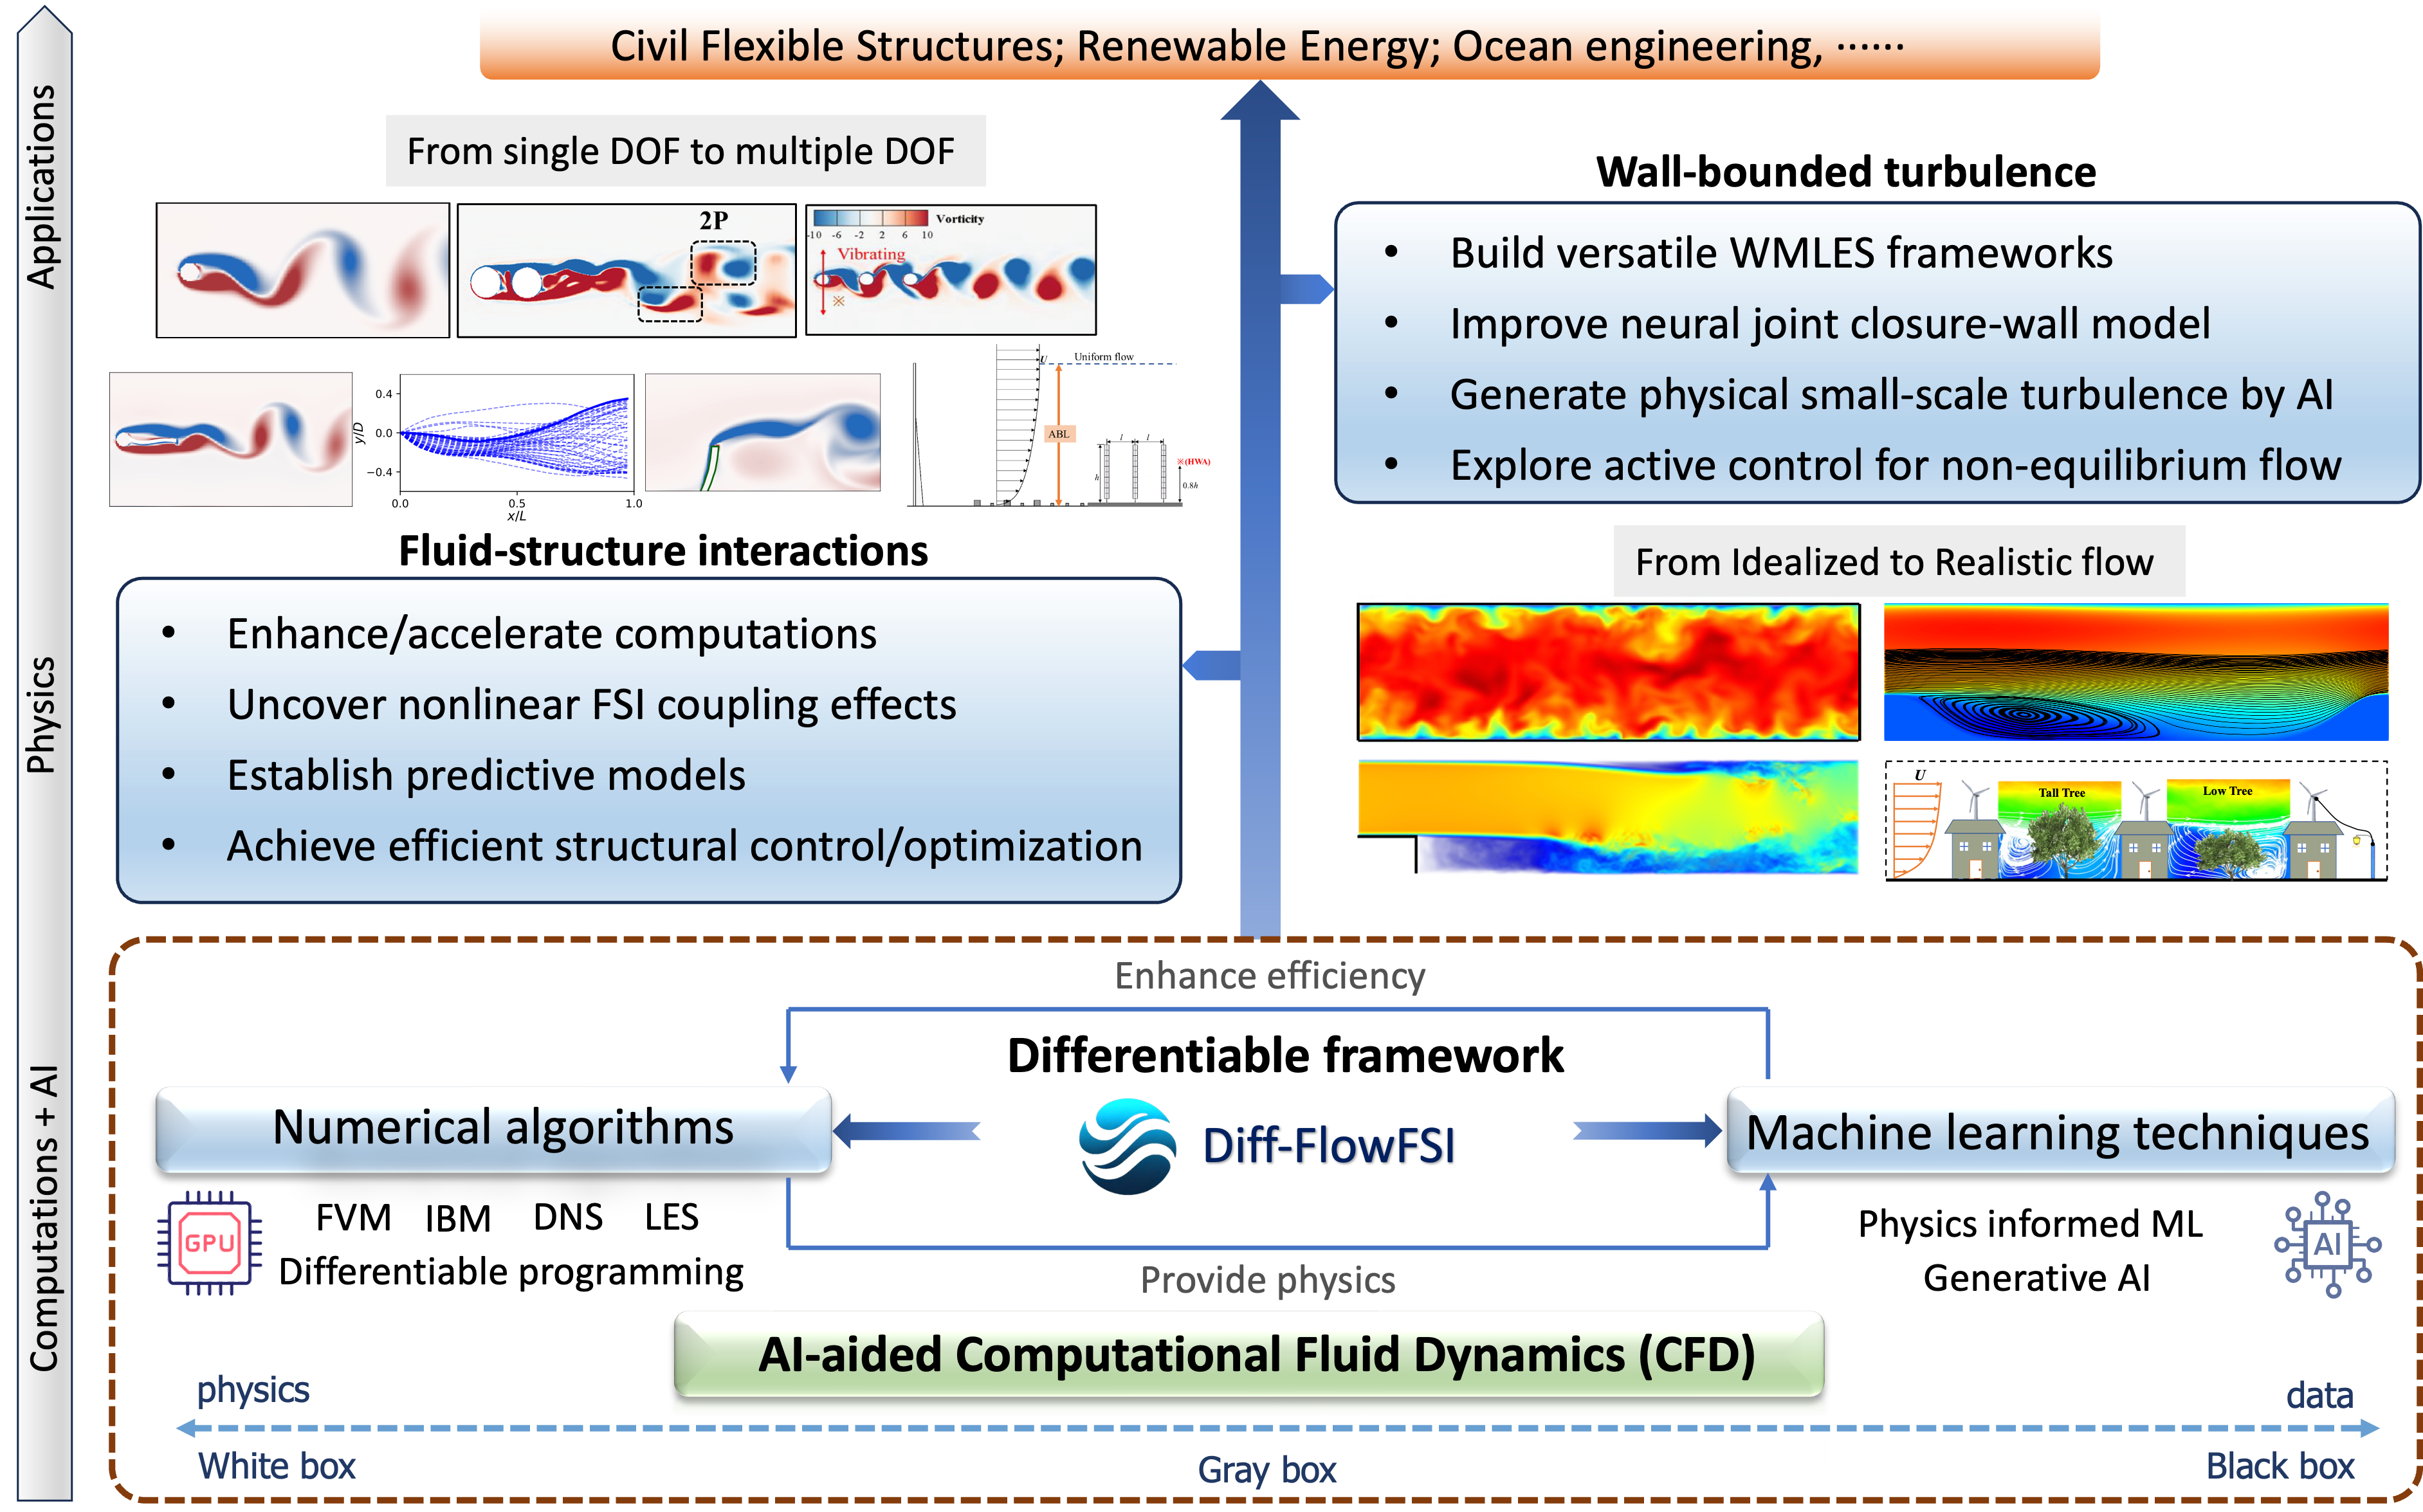 Civil Flexible Structures; Renewable Energy; Ocean engineering, ······
Applications
Physics
Computations + AI
From single DOF to multiple DOF
2P
Vorticity
-10 -6 -2 2 6 10
Vibrating
※
0.4
0.0
−0.4
y/D
0.0 0.5 1.0
x/L
U
Uniform flow
ABL
l l
h
※(HWA)
0.8h
Fluid-structure interactions
• Enhance/accelerate computations
• Uncover nonlinear FSI coupling effects
• Establish predictive models
• Achieve efficient structural control/optimization
Wall-bounded turbulence
• Build versatile WMLES frameworks
• Improve neural joint closure-wall model
• Generate physical small-scale turbulence by AI
• Explore active control for non-equilibrium flow
From Idealized to Realistic flow
U
Tall Tree
Low Tree
Enhance efficiency
Differentiable framework
Numerical algorithms
Diff-FlowFSI
Machine learning techniques
GPU
FVM IBM DNS LES
Differentiable programming
Provide physics
Physics informed ML
Generative AI
AI
AI-aided Computational Fluid Dynamics (CFD)
physics
data
White box
Gray box
Black box